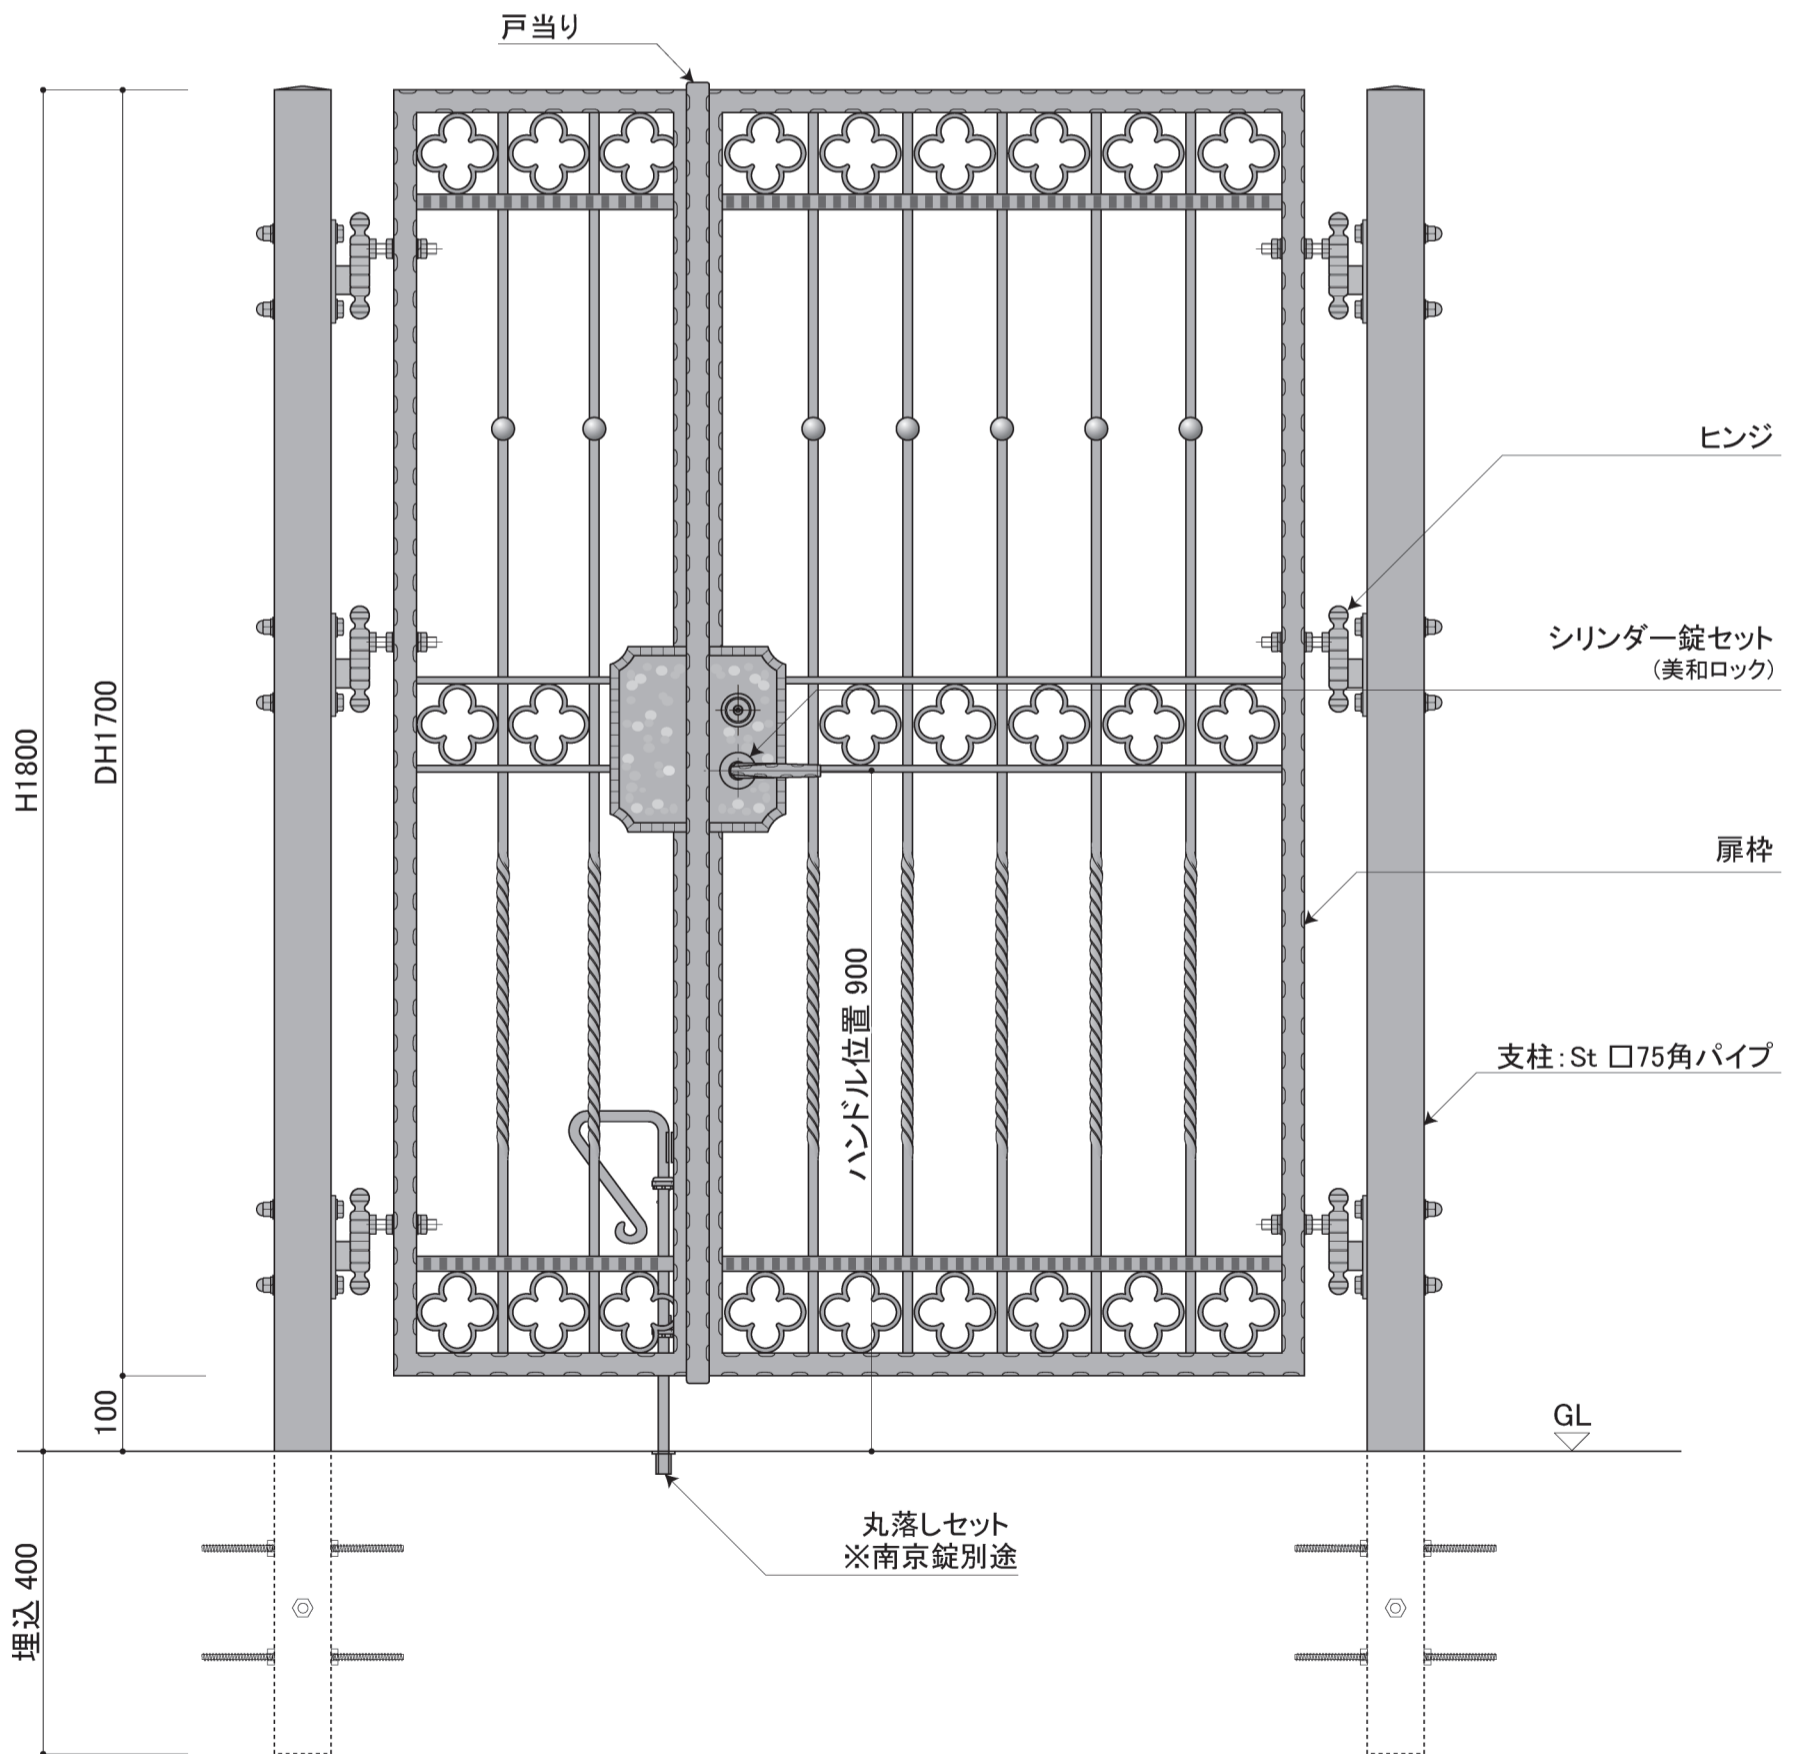 戸当り
ヒンジ
シリンダー錠セット
（美和ロック）
H1800
DH1700
扉枠
ハンドル位置 900
支柱：St □75角パイプ
100
GL
丸落しセット
※南京錠別途
埋込 400